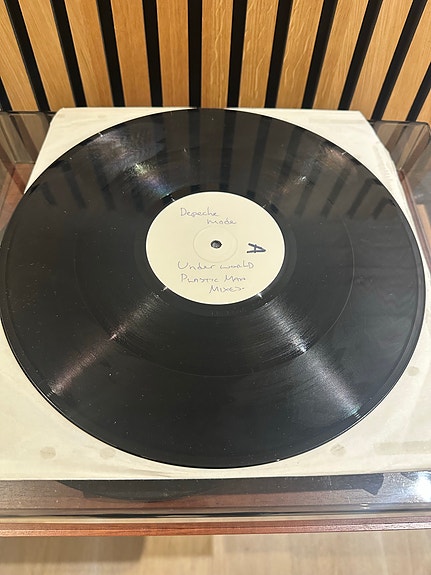 Depeche
mode
A
Underworld
Plastic Man
Mixes-